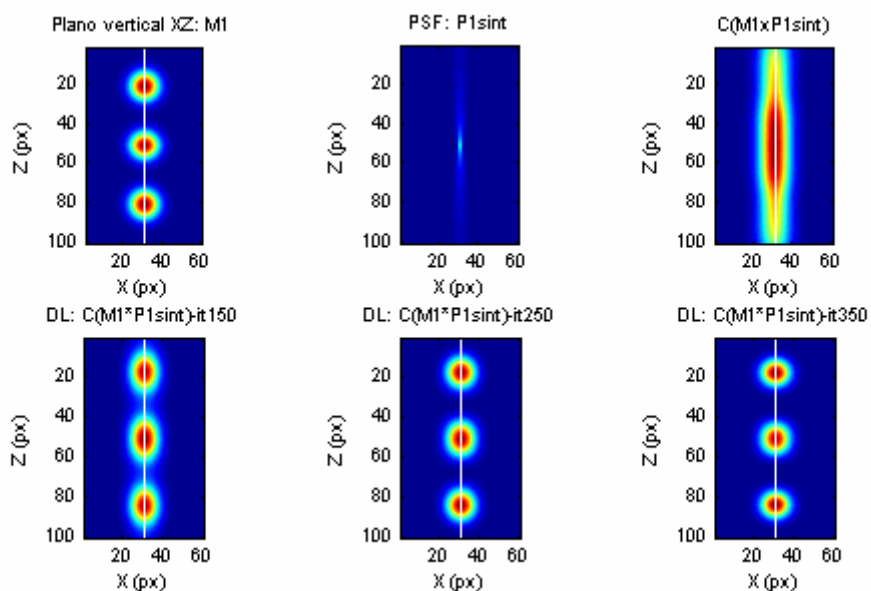 Plano vertical XZ: M1
PSF: P1sint
C(M1xP1sint)
Z (px)
20
40
60
80
100
20 40 60
X (px)
Z (px)
20
40
60
80
100
20 40 60
X (px)
Z (px)
20
40
60
80
100
20 40 60
X (px)
DL: C(M1*P1sint)-it150
DL: C(M1*P1sint)-it250
DL: C(M1*P1sint)-it350
Z (px)
20
40
60
80
100
20 40 60
X (px)
Z (px)
20
40
60
80
100
20 40 60
X (px)
Z (px)
20
40
60
80
100
20 40 60
X (px)